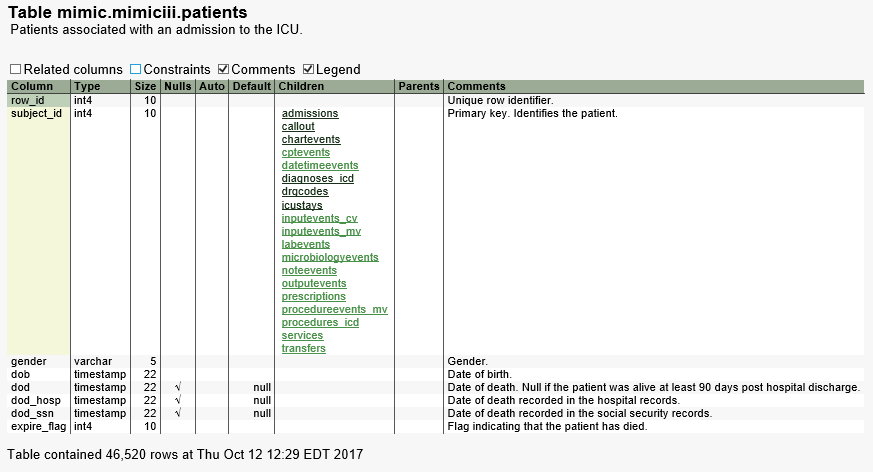 Table mimic.mimiciii.patients
Patients associated with an admission to the ICU.
Related columns Constraints Comments Legend
Column Type Size Nulls Auto Default Children Parents Comments
row_id int4 10 Unique row identifier.
subject_id int4 10 admissions Primary key. Identifies the patient.
callout
chartevents
cptevents
datetimeevents
diagnoses_icd
drgcodes
icustays
inputevents_cv
inputevents_mv
labevents
microbiologyevents
noteevents
outputevents
prescriptions
procedureevents_mv
procedures_icd
services
transfers
gender varchar 5 Gender.
dob timestamp 22 Date of birth.
dod timestamp 22 √ null Date of death. Null if the patient was alive at least 90 days post hospital discharge.
dod_hosp timestamp 22 √ null Date of death recorded in the hospital records.
dod_ssn timestamp 22 √ null Date of death recorded in the social security records.
expire_flag int4 10 Flag indicating that the patient has died.
Table contained 46,520 rows at Thu Oct 12 12:29 EDT 2017